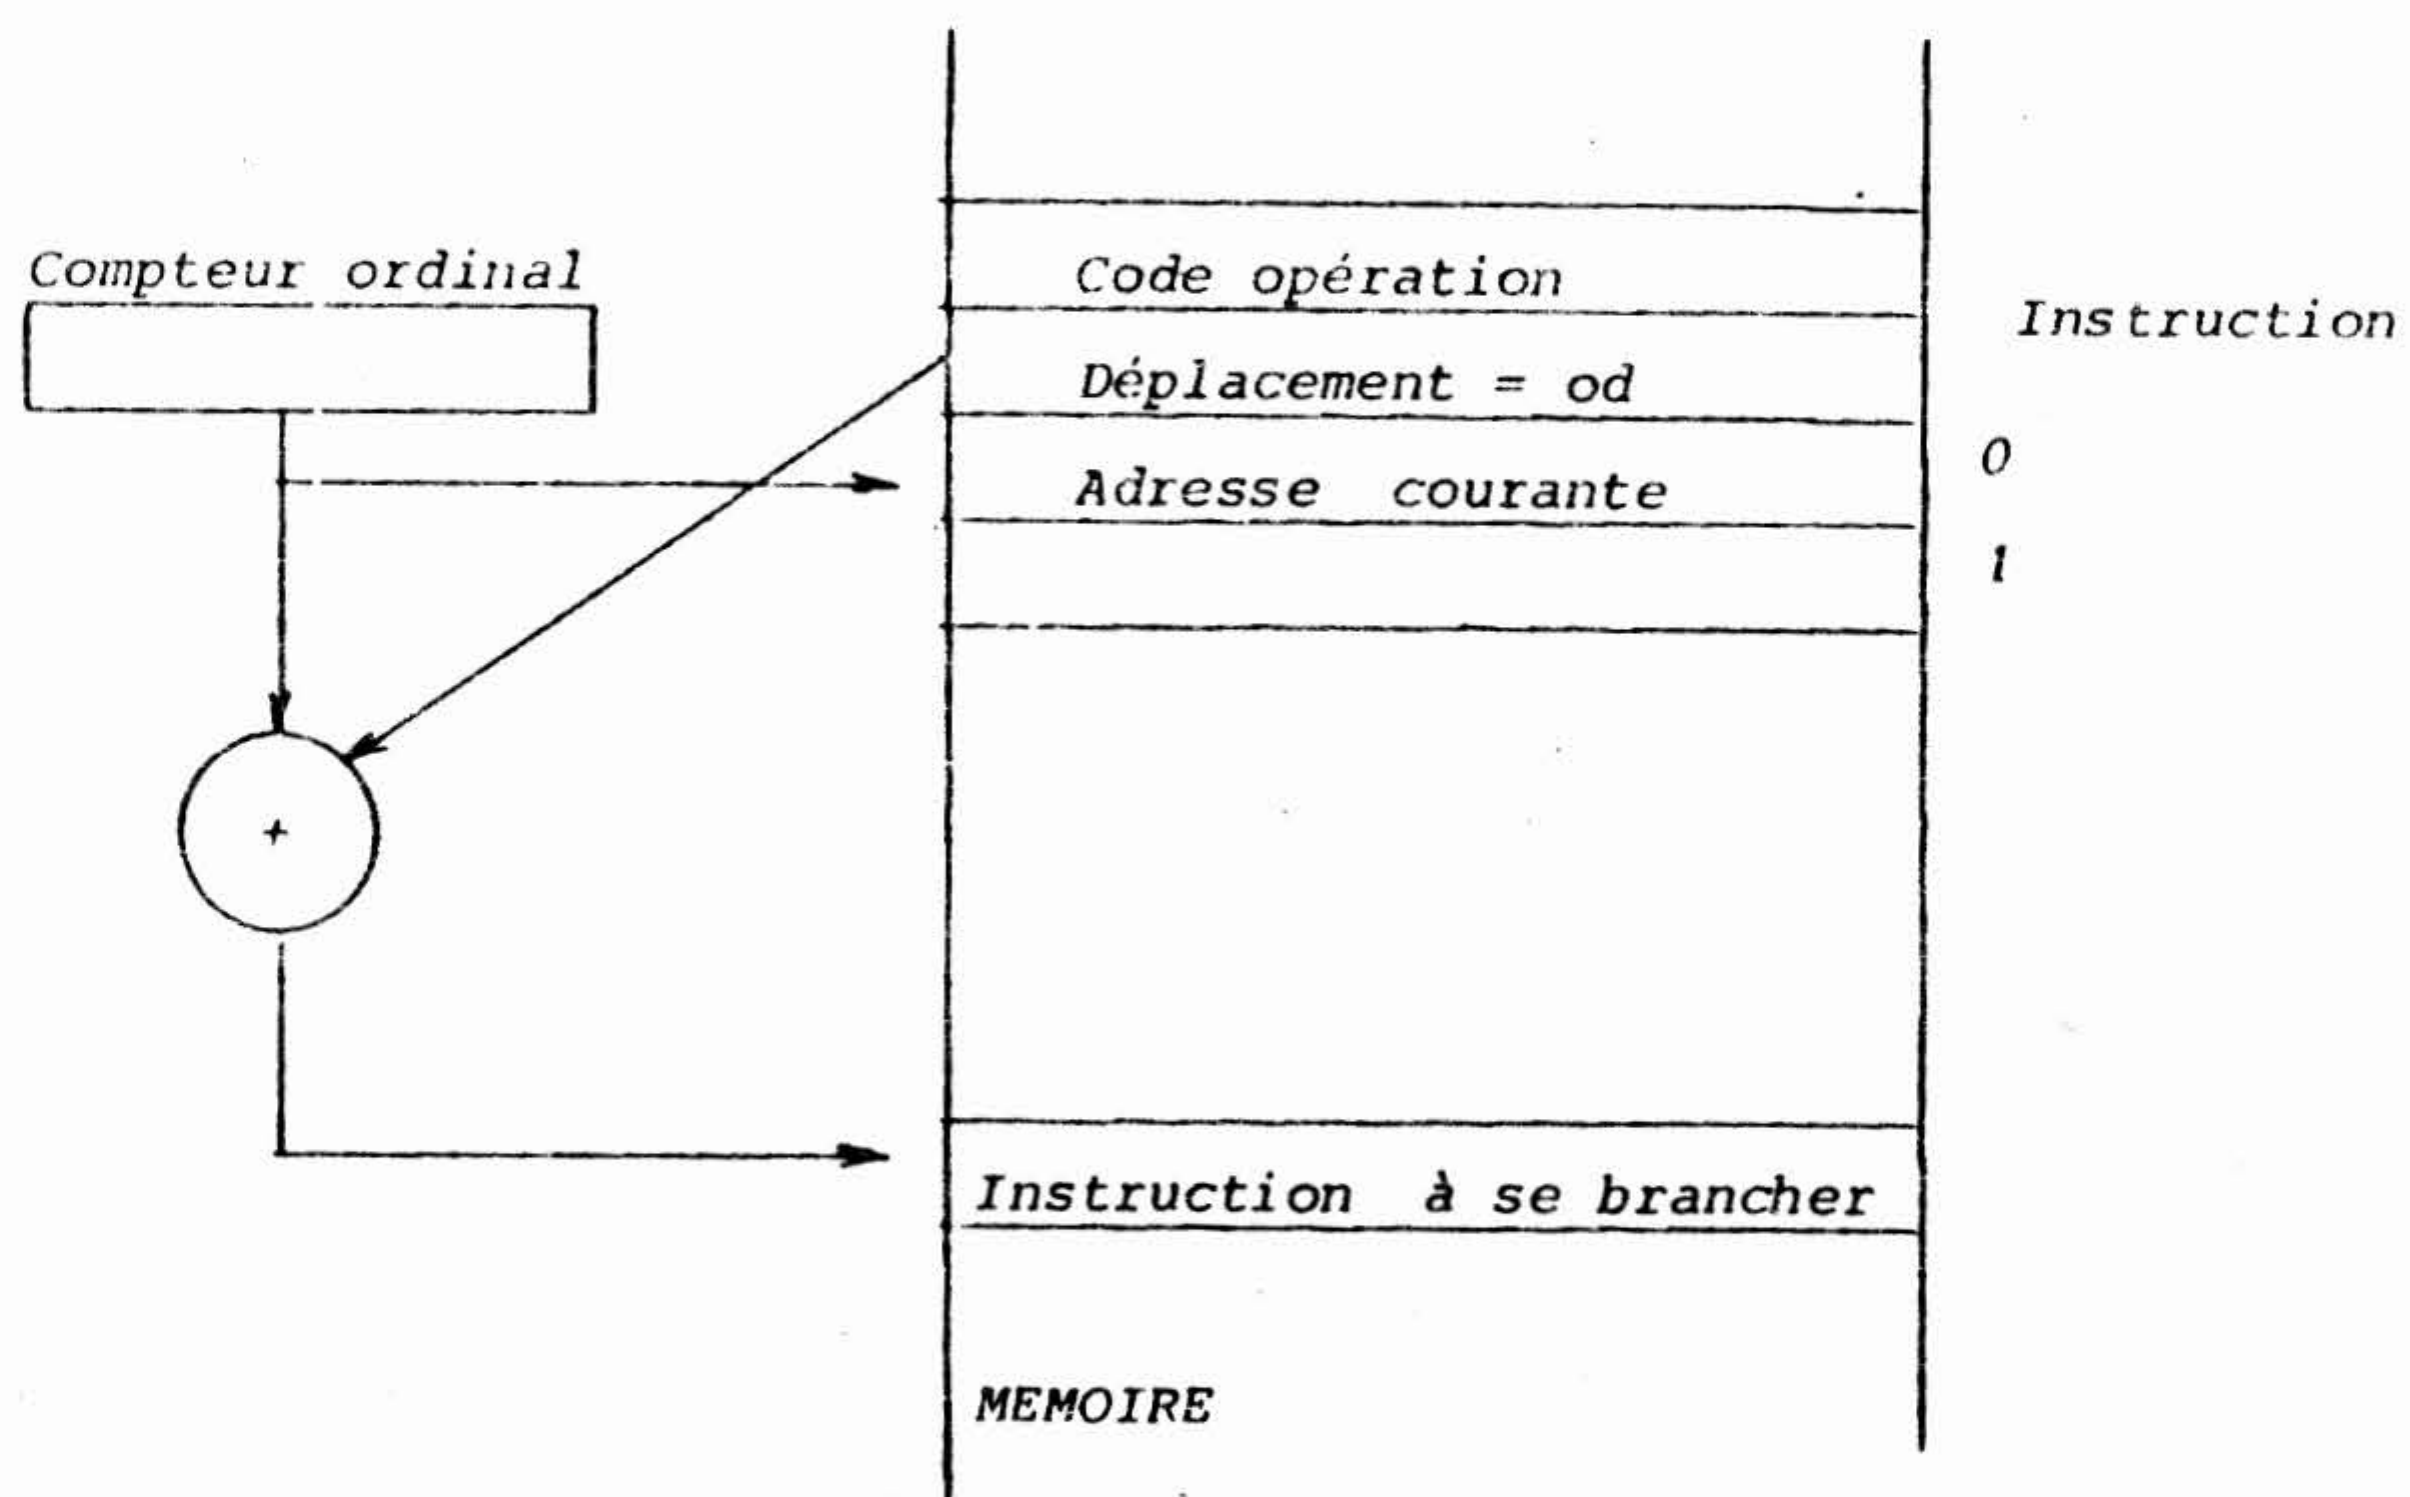 Compteur ordinal
Code opération
Instruction
Déplacement = od
0
Adresse courante
1
+
Instruction à se brancher
MEMOIRE